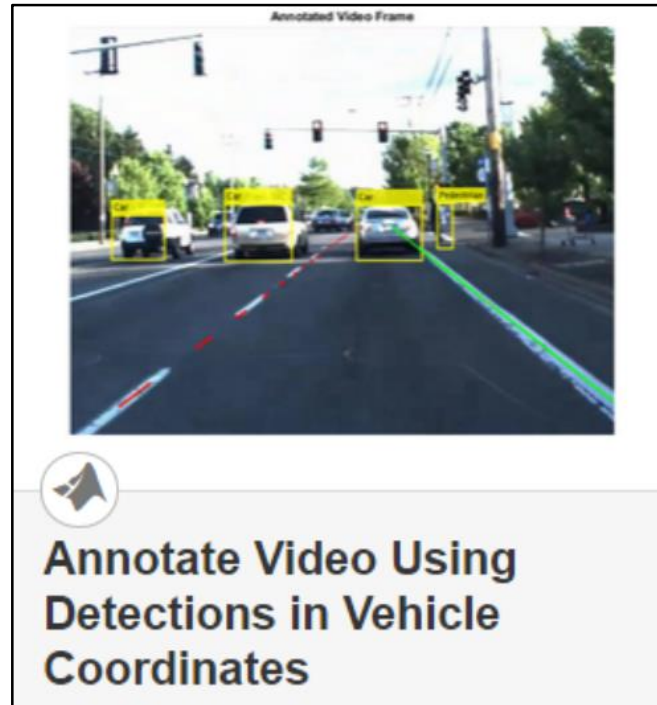 Annotated Video Frame
Car
Car
Car
Pedestrian
Annotate Video Using
Detections in Vehicle
Coordinates